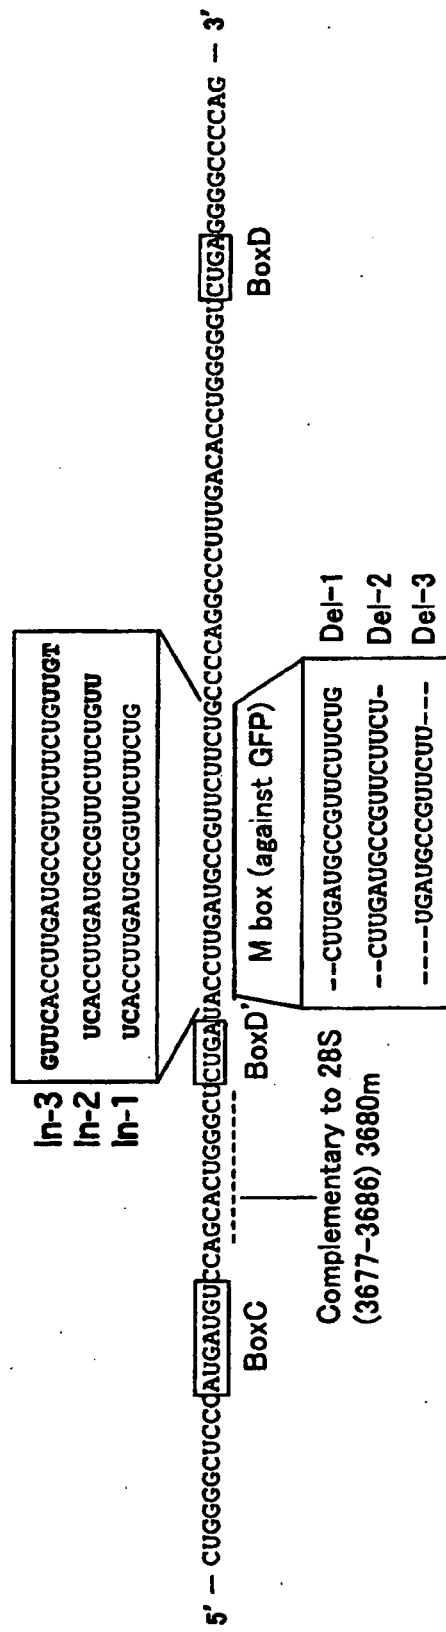 In-3 GUUCACCUUGAUGCCGUUCUUCUGUUGT
In-2 UCACCUUGAUGCCGUUCUUCUGUU
In-1 UCACCUUGAUGCCGUUCUUCUG
5' — CUGGGGCUCCCAUGAUGUCCAGCACUGGGCUCUGAUACCUUGAUGCCGUUCUUCUGCCCCAGGCCCUUUGACACCUGGGGGUCUGAGGGGCCCCAG — 3'
BoxC
BoxD'
M box (against GFP)
BoxD
Complementary to 28S
(3677-3686) 3680m
--CUUGAUGCCGUUCUUCUG Del-1
--CUUGAUGCCGUUCUUCU- Del-2
----UGAUGCCGUUCUU--- Del-3